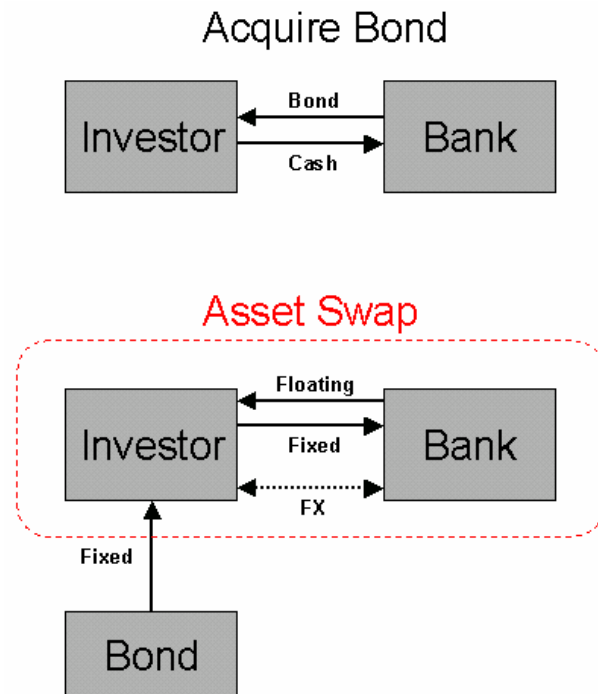 Acquire Bond
Bond
Investor
Bank
Cash
Asset Swap
Floating
Investor
Bank
Fixed
FX
Fixed
Bond